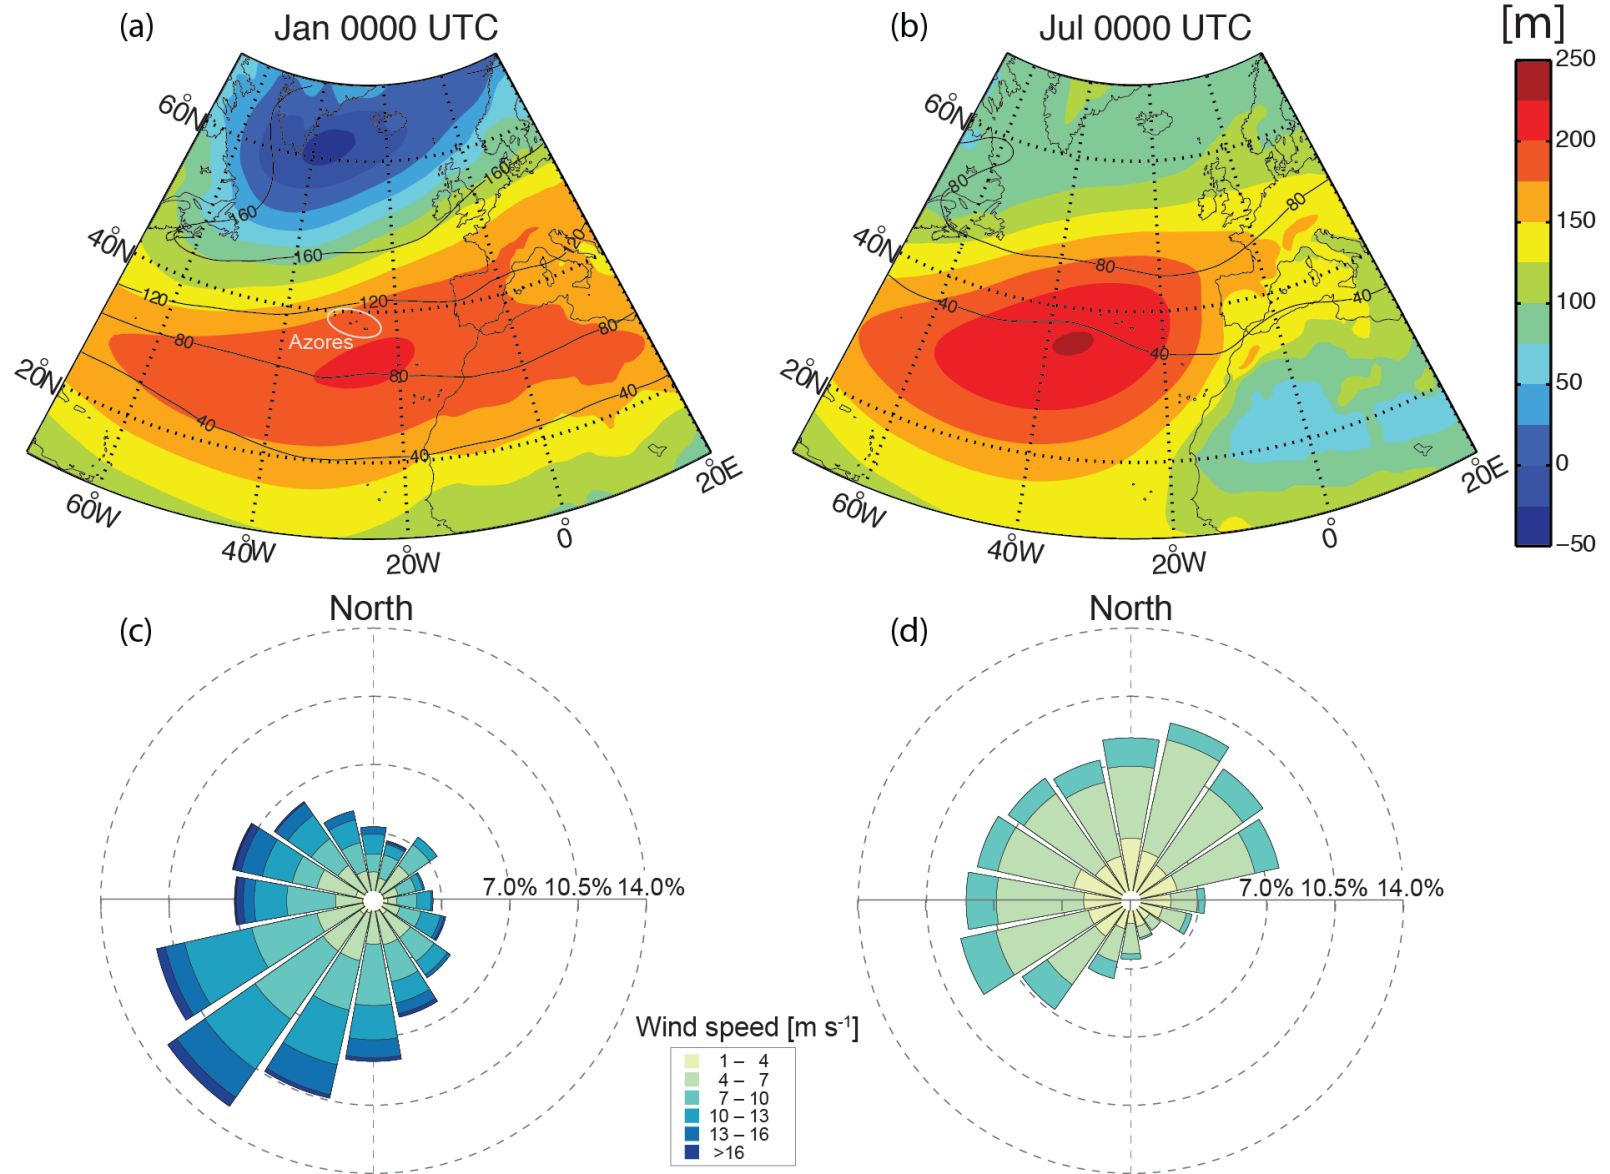 (a) Jan 0000 UTC
(b) Jul 0000 UTC
[m]
250
200
150
100
50
0
−50
60°N
40°N
20°N
60°W
40°W
20°W
0°
20°E
160
160
160
120
120
120
80
80
80
40
40
40
Azores
60°N
40°N
20°N
60°W
40°W
20°W
0
20°E
80
80
80
40
40
40
(c) North
7.0% 10.5% 14.0%
(d) North
7.0% 10.5% 14.0%
Wind speed [m s-1]
1 – 4
4 – 7
7 – 10
10 – 13
13 – 16
>16